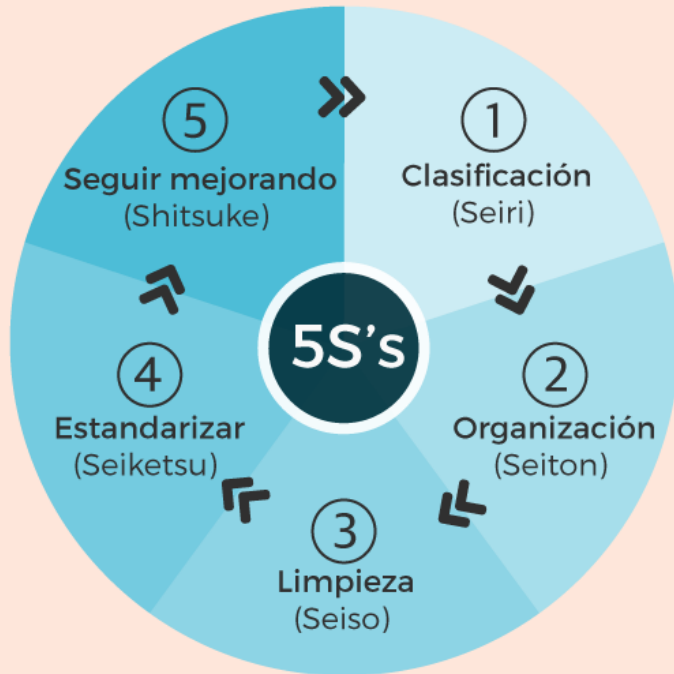 5S's
1
Clasificación
(Seiri)
2
Organización
(Seiton)
3
Limpieza
(Seiso)
4
Estandarizar
(Seiketsu)
5
Seguir mejorando
(Shitsuke)